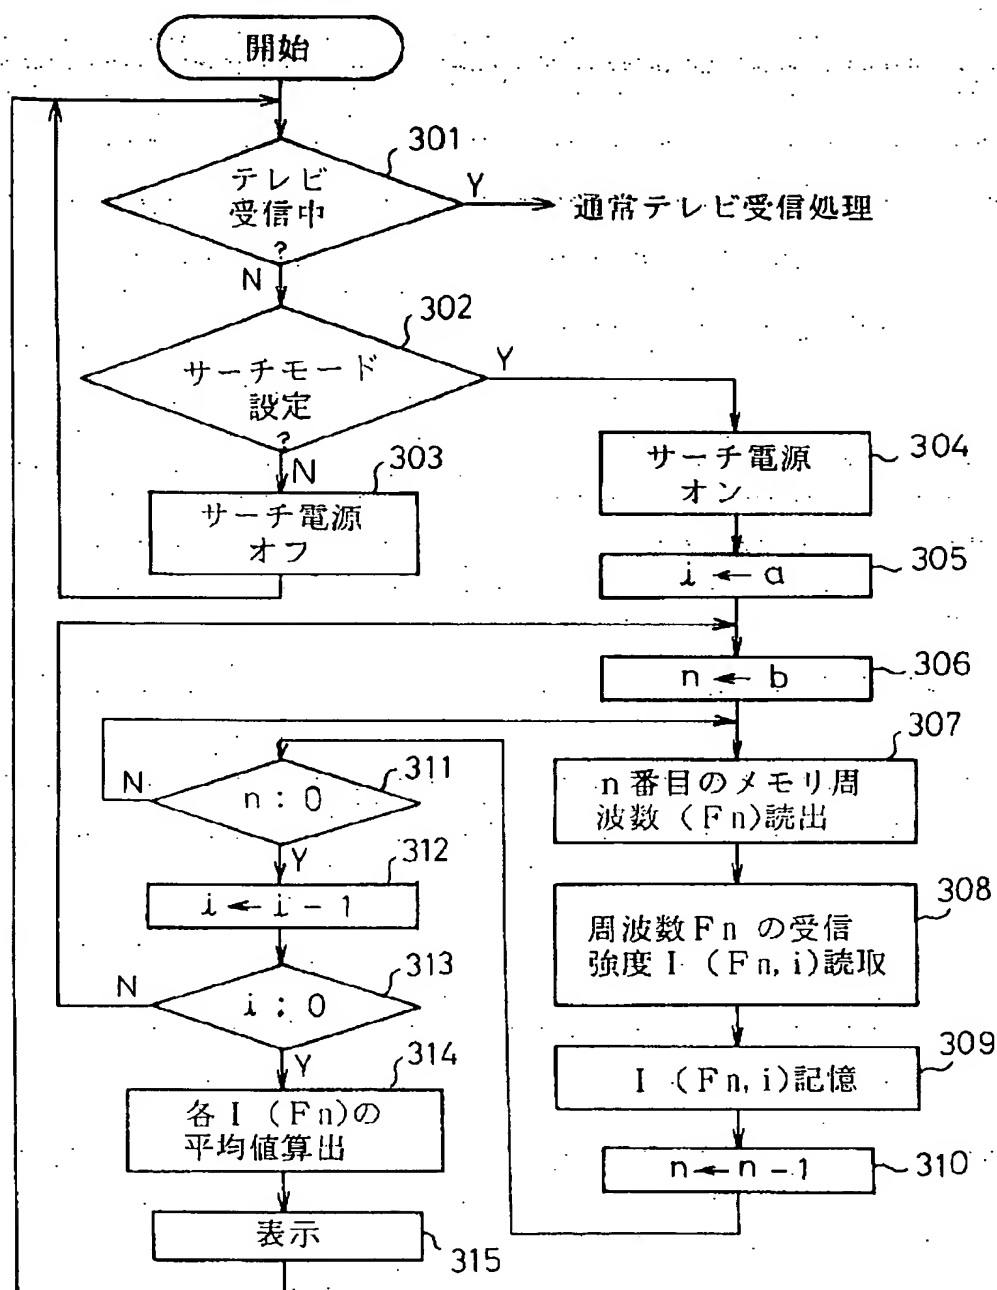 開始
301
テレビ
受信中
?
Y
通常テレビ受信処理
N
302
サーチモード
設定
?
Y
N
303
サーチ電源
オフ
サーチ電源
オン
304
i ← a
305
n ← b
306
307
n番目のメモリ周
波数 (Fn)読出
308
周波数Fn の受信
強度 I (Fn, i)読取
309
I (Fn, i)記憶
n ← n - 1
310
311
n : 0
N
Y
312
i ← i - 1
313
i : 0
N
Y
314
各 I (Fn)の
平均値算出
表示
315